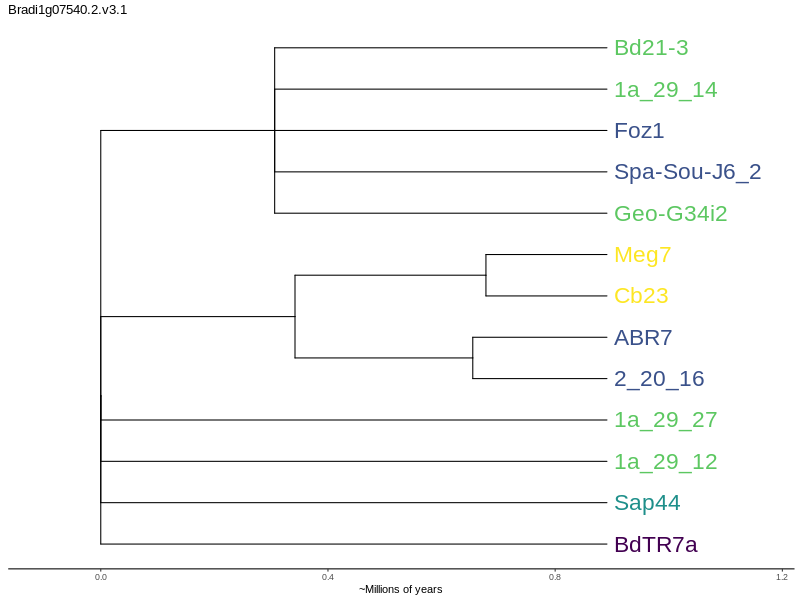 Bradi1g07540.2.v3.1
Bd21-3
1a_29_14
Foz1
Spa-Sou-J6_2
Geo-G34i2
Meg7
Cb23
ABR7
2_20_16
1a_29_27
1a_29_12
Sap44
BdTR7a
0.0 0.4 0.8 1.2
~Millions of years